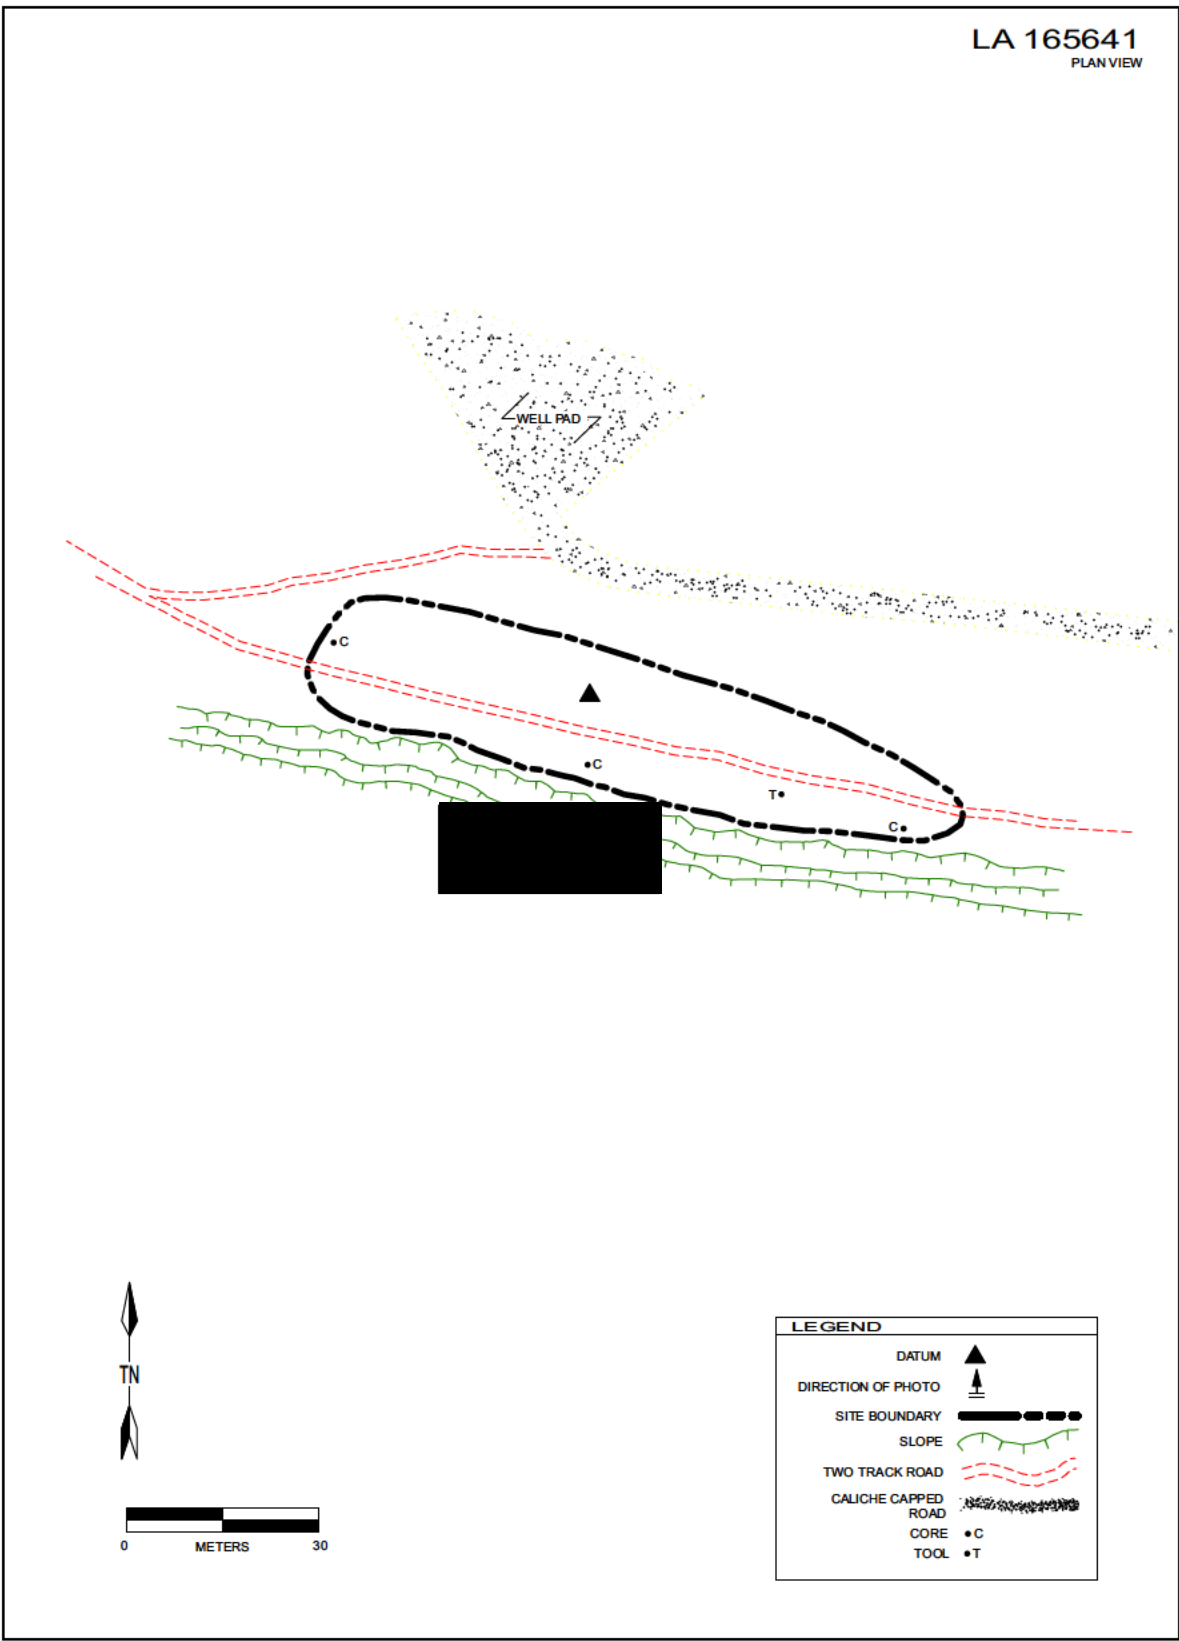 LA 165641
PLAN VIEW
WELL PAD
C
C
T
C
TN
0 METERS 30
LEGEND
DATUM
DIRECTION OF PHOTO
SITE BOUNDARY
SLOPE
TWO TRACK ROAD
CALICHE CAPPED
ROAD
CORE C
TOOL T